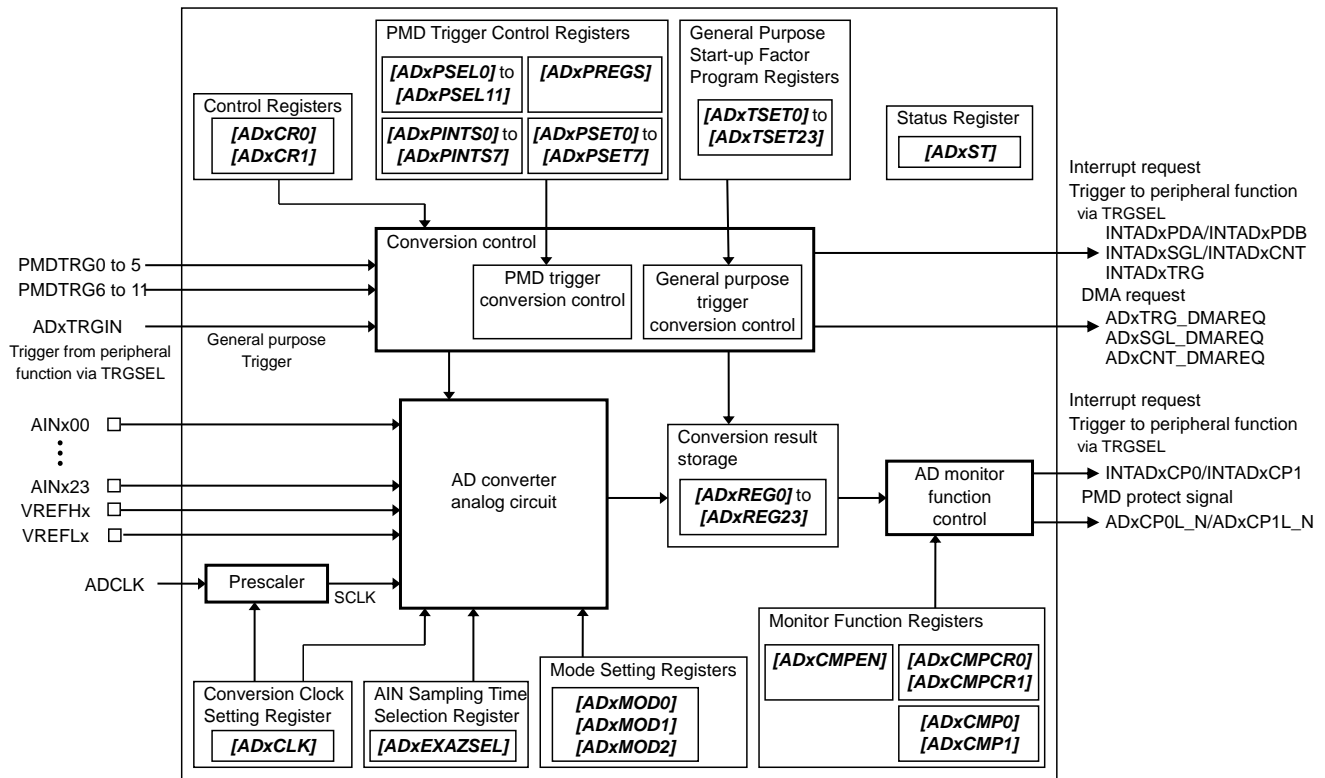 PMD Trigger Control Registers
[ADxPSEL0] to
[ADxPSEL11]
[ADxPREGS]
[ADxPINTS0] to
[ADxPINTS7]
[ADxPSET0] to
[ADxPSET7]
General Purpose
Start-up Factor
Program Registers
[ADxTSET0] to
[ADxTSET23]
Control Registers
[ADxCR0]
[ADxCR1]
Status Register
[ADxST]
Interrupt request
Trigger to peripheral function
via TRGSEL
INTADxPDA/INTADxPDB
INTADxSGL/INTADxCNT
INTADxTRG
DMA request
ADxTRG_DMAREQ
ADxSGL_DMAREQ
ADxCNT_DMAREQ
Conversion control
PMD trigger
conversion control
General purpose
trigger
conversion control
PMDTRG0 to 5
PMDTRG6 to 11
ADxTRGIN
Trigger from peripheral
function via TRGSEL
General purpose
Trigger
AINx00
AINx23
VREFHx
VREFLx
ADCLK
Prescaler
SCLK
AD converter
analog circuit
Conversion result
storage
[ADxREG0] to
[ADxREG23]
AD monitor
function
control
Interrupt request
Trigger to peripheral function
via TRGSEL
INTADxCP0/INTADxCP1
PMD protect signal
ADxCP0L_N/ADxCP1L_N
Conversion Clock
Setting Register
[ADxCLK]
AIN Sampling Time
Selection Register
[ADxEXAZSEL]
Mode Setting Registers
[ADxMOD0]
[ADxMOD1]
[ADxMOD2]
Monitor Function Registers
[ADxCMPEN]
[ADxCMPCR0]
[ADxCMPCR1]
[ADxCMP0]
[ADxCMP1]